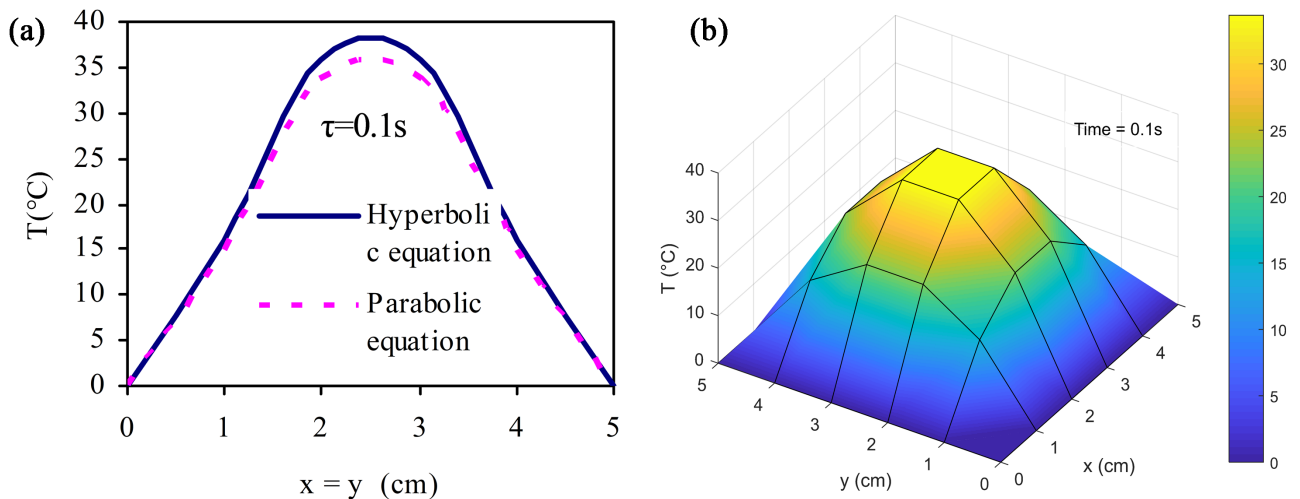 (a)
40
35
30
25
20
15
10
5
0
T(°C)
τ=0.1s
Hyperboli
c equation
Parabolic
equation
0 1 2 3 4 5
x = y (cm)
(b)
Time = 0.1s
40
30
20
10
0
T (°C)
5 4 3 2 1 0
y (cm)
0 1 2 3 4 5
x (cm)
30
25
20
15
10
5
0